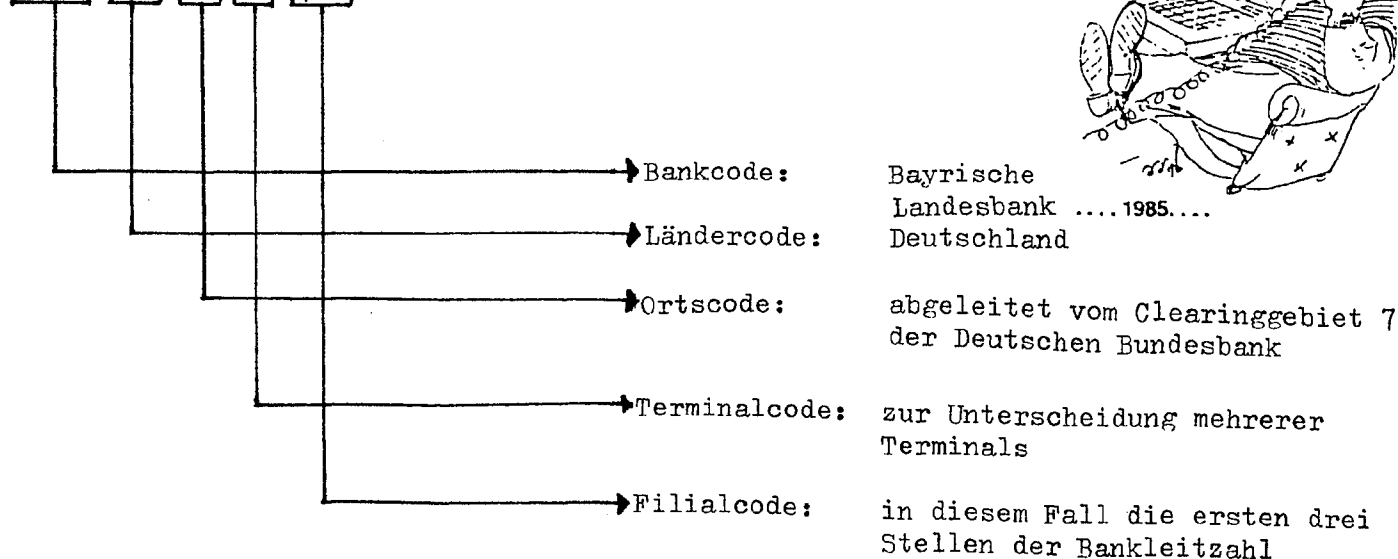 Bankcode: Bayrische
Landesbank ....1985....
Ländercode: Deutschland
Ortscode: abgeleitet vom Clearinggebiet 7
der Deutschen Bundesbank
Terminalcode: zur Unterscheidung mehrerer
Terminals
Filialcode: in diesem Fall die ersten drei
Stellen der Bankleitzahl